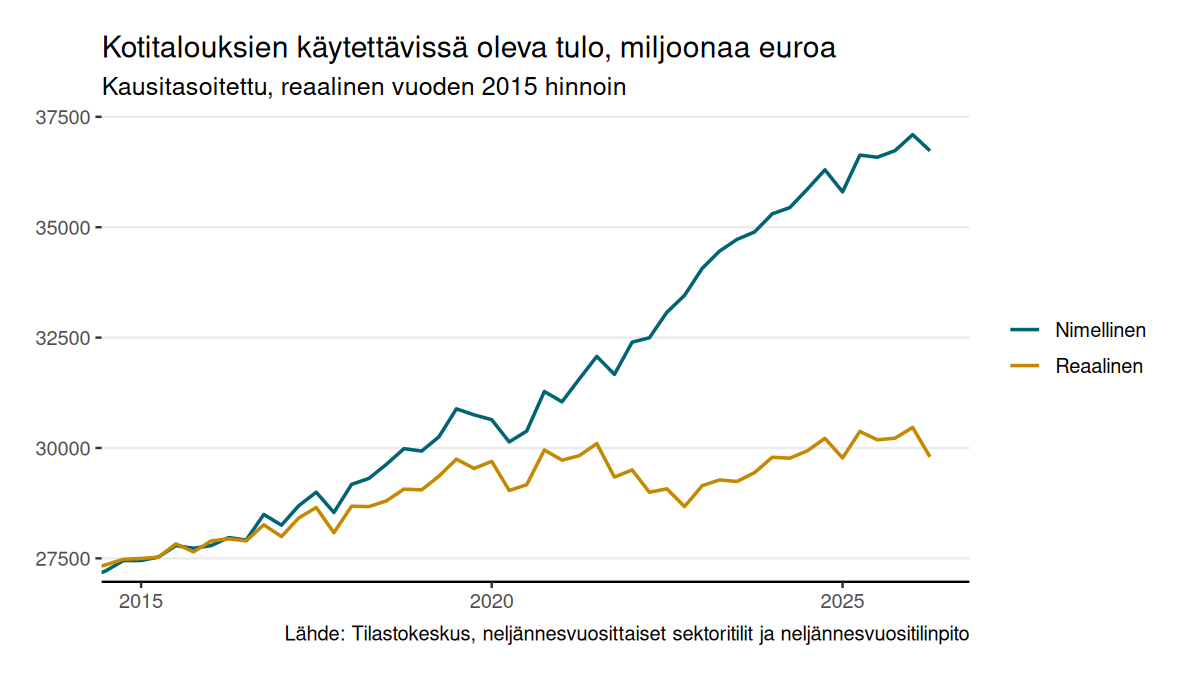 Kotitalouksien käytettävissä oleva tulo, miljoonaa euroa
Kausitasoitettu, reaalinen vuoden 2015 hinnoin
37500
35000
32500
30000
27500
2015 2020 2025
Nimellinen
Reaalinen
Lähde: Tilastokeskus, neljännesvuosittaiset sektoritilit ja neljännesvuositilinpito